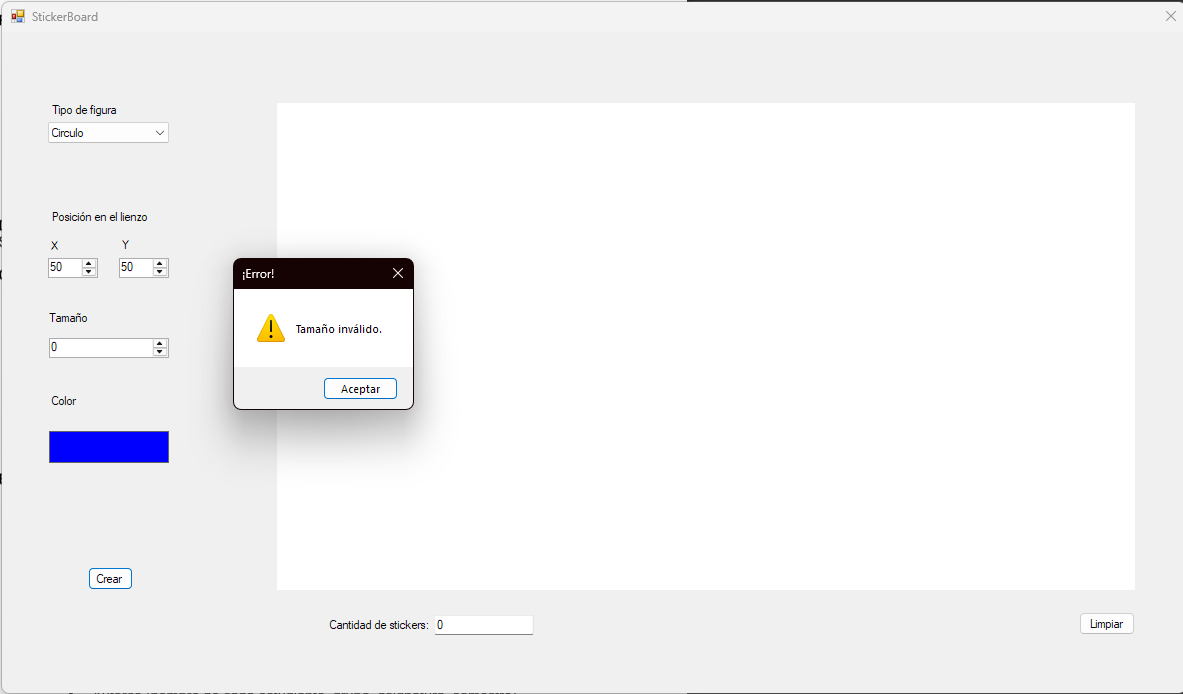 StickerBoard
Tipo de figura
Circulo
Posición en el lienzo
X
Y
50
50
¡Error!
Tamaño inválido.
Aceptar
Tamaño
0
Color
Crear
Cantidad de stickers: 0
Limpiar